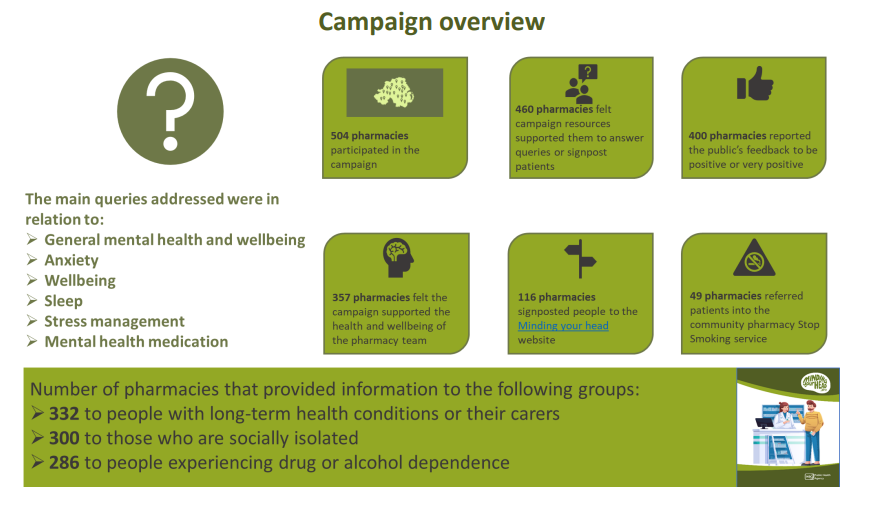 Campaign overview
504 pharmacies
participated in the
campaign
460 pharmacies felt
campaign resources
supported them to answer
queries or signpost
patients
400 pharmacies reported
the public's feedback to be
positive or very positive
The main queries addressed were in
relation to:
➢ General mental health and wellbeing
➢ Anxiety
➢ Wellbeing
➢ Sleep
➢ Stress management
➢ Mental health medication
357 pharmacies felt the
campaign supported the
health and wellbeing of
the pharmacy team
116 pharmacies
signposted people to the
Minding your head
website
49 pharmacies referred
patients into the
community pharmacy Stop
Smoking service
Number of pharmacies that provided information to the following groups:
➢ 332 to people with long-term health conditions or their carers
➢ 300 to those who are socially isolated
➢ 286 to people experiencing drug or alcohol dependence
MINDING
your HEAD